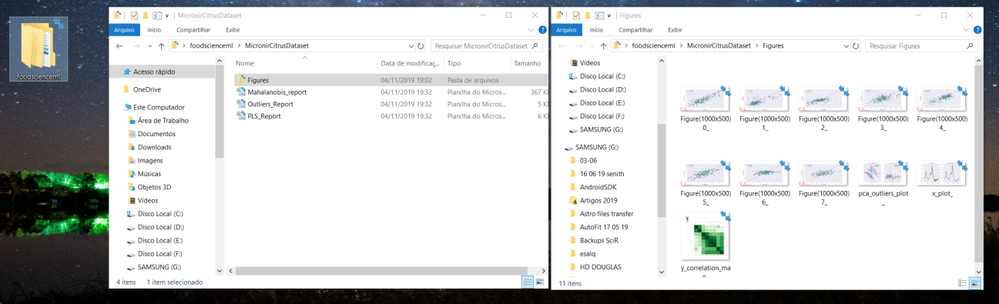 foodscienceml
MicronirCitrusDataset
Arquivo Início Compartilhar Exibir
foodscienceml > MicronirCitrusDataset
Pesquisar MicronirCitrusDataset
Nome Data de modificaç... Tipo Tamanho
Figures 04/11/2019 19:02 Pasta de arquivos
Mahalanobis_report 04/11/2019 19:32 Planilha do Micros... 367 K
Outliers_Report 04/11/2019 19:32 Planilha do Micros... 5 K
PLS_Report 04/11/2019 19:32 Planilha do Micros... 6 K
Acesso rápido
OneDrive
Este Computador
Área de Trabalho
Documentos
Downloads
Imagens
Músicas
Objetos 3D
Vídeos
Disco Local (C:)
Disco Local (D:)
Disco Local (E:)
Disco Local (F:)
SAMSUNG (G:)
4 itens 1 item selecionado
Figures
Arquivo Início Compartilhar Exibir
foodscienceml > MicronirCitrusDataset > Figures
Pesquisar Figures
Vídeos
Disco Local (C:)
Disco Local (D:)
Disco Local (E:)
Disco Local (F:)
SAMSUNG (G:)
SAMSUNG (G:)
03-06
16 06 19 senith
AndroidSDK
Artigos 2019
Astro files transfer
AutoFit 17 05 19
Backups SciR
esalq
HD DOUGLAS
Figure(1000x500) Figure(1000x500) Figure(1000x500) Figure(1000x500) Figure(1000x500)
0_ 1_ 2_ 3_ 4_
Figure(1000x500) Figure(1000x500) Figure(1000x500) pca_outliers_plot x_plot_
5_ 6_ 7_ _
y_correlation_ma
11 itens